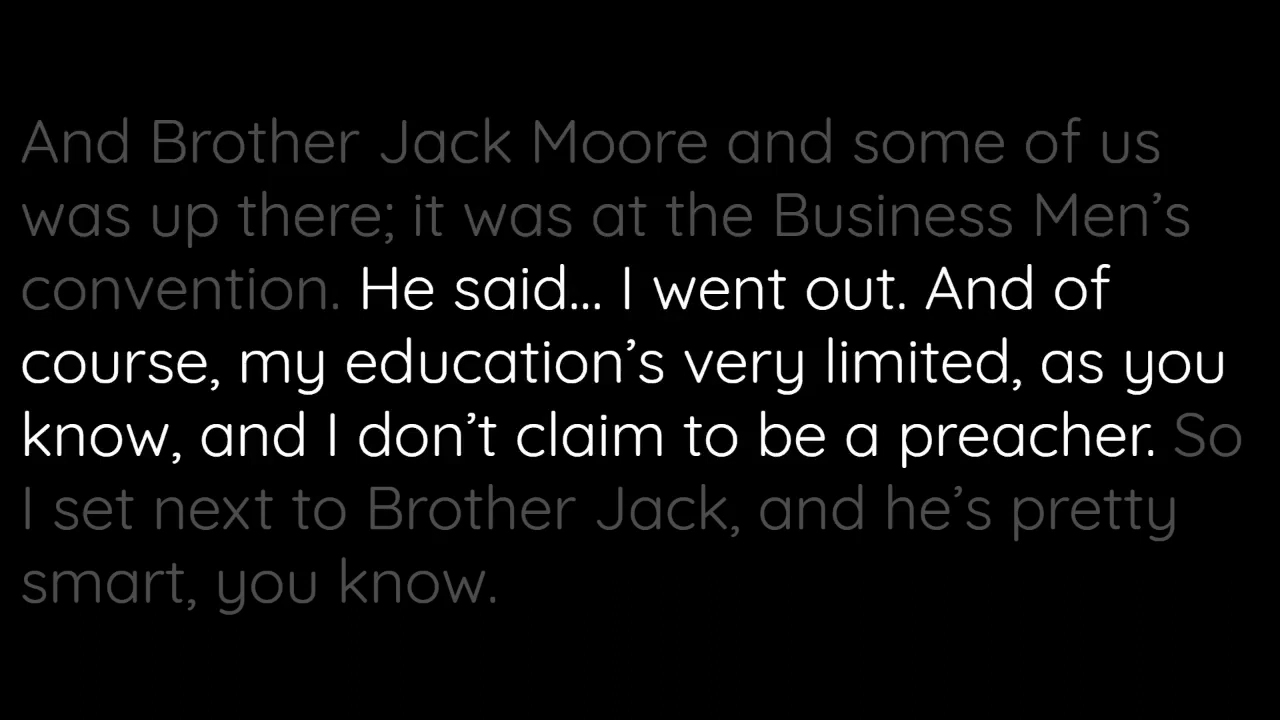 And Brother Jack Moore and some of us
was up there; it was at the Business Men’s
convention. He said... I went out. And of
course, my education’s very limited, as you
know, and I don’t claim to be a preacher. So
I set next to Brother Jack, and he’s pretty
smart, you know.